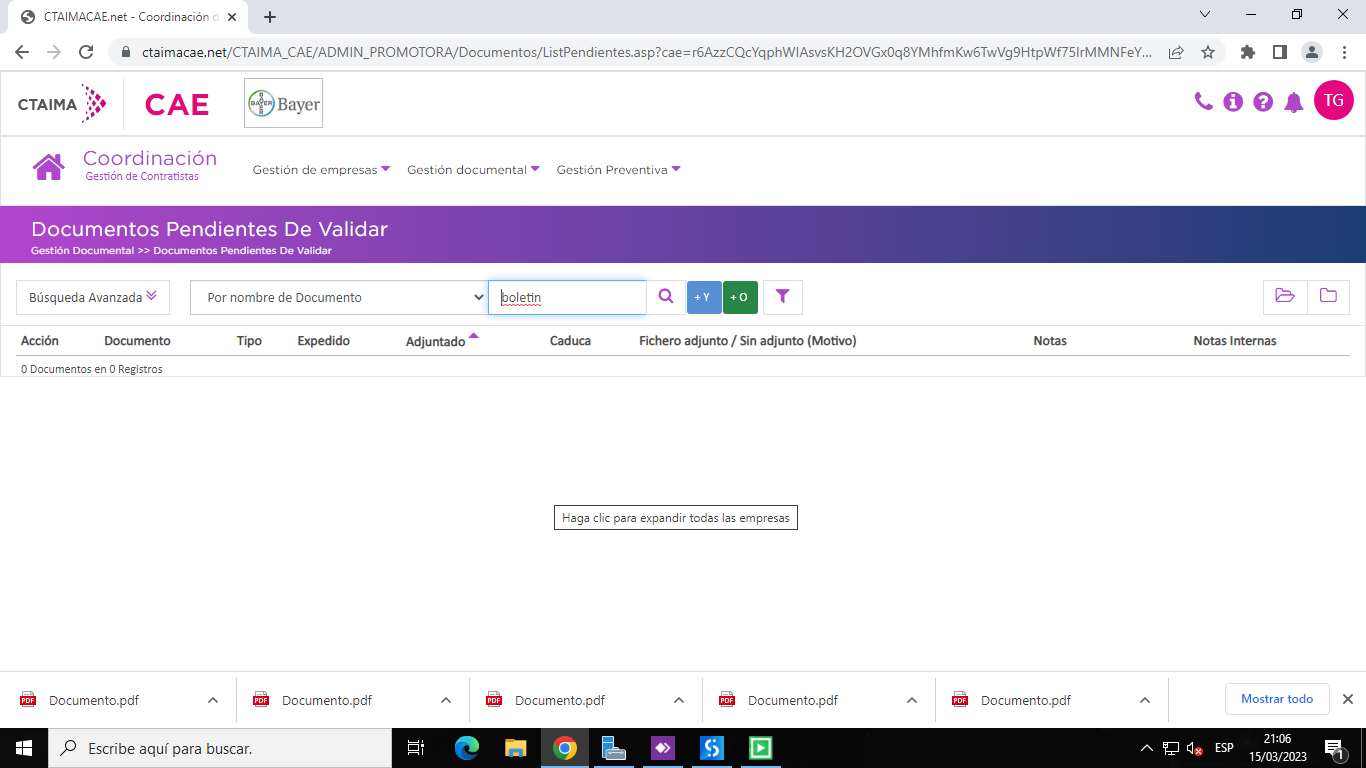 CTAIMACAE.net - Coordinación d
ctaimacae.net/CTAIMA_CAE/ADMIN_PROMOTORA/Documentos/ListPendientes.asp?cae=r6AzzCQcYqphWIAsvsKH2OVGx0q8YMhfmKw6TwVg9HtpWf75IrMMNFeY...
CTAIMA CAE BAYER Bayer TG
Coordinación
Gestión de Contratistas
Gestión de empresas Gestión documental Gestión Preventiva
Documentos Pendientes De Validar
Gestión Documental >> Documentos Pendientes De Validar
Búsqueda Avanzada Por nombre de Documento boletin + Y + O
Acción Documento Tipo Expedido Adjuntado Caduca Fichero adjunto / Sin adjunto (Motivo) Notas Notas Internas
0 Documentos en 0 Registros
Haga clic para expandir todas las empresas
Documento.pdf Documento.pdf Documento.pdf Documento.pdf Documento.pdf Mostrar todo
Escribe aquí para buscar. ESP 21:06
15/03/2023 1